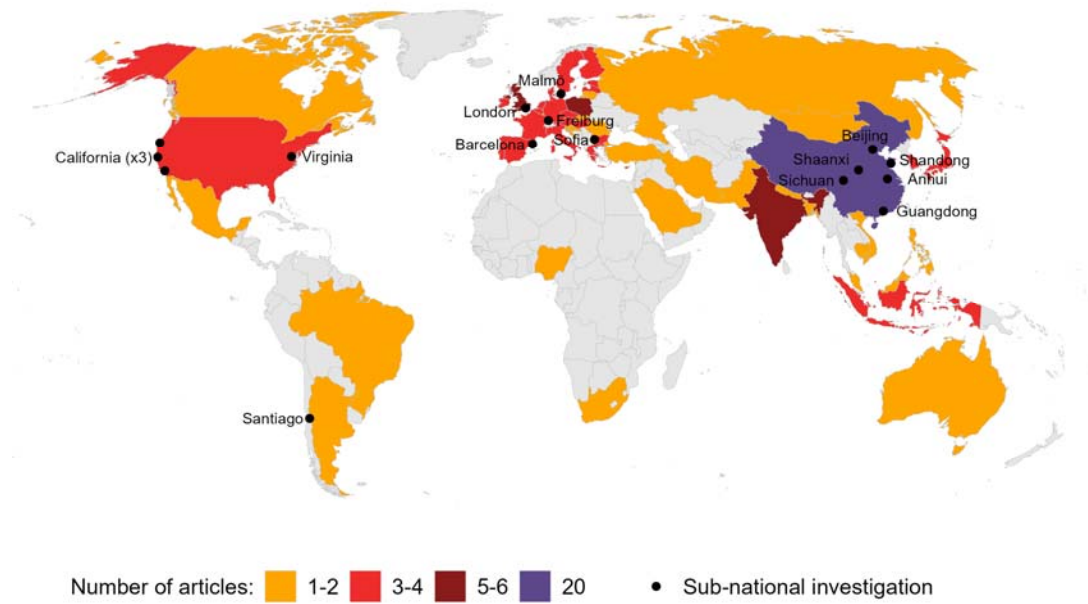 Malmö
London
Freiburg
Barcelona
Sofia
California (x3)
Virginia
Beijing
Shaanxi
Shandong
Sichuan
Anhui
Guangdong
Santiago
Number of articles: 1-2 3-4 5-6 20 Sub-national investigation